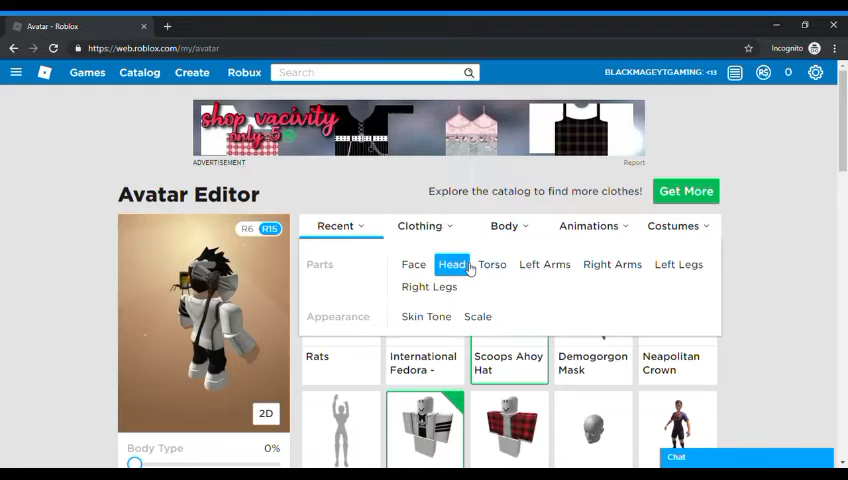 Avatar - Roblox
https://web.roblox.com/my/avatar
Incognito
Games Catalog Create Robux Search BLACKMAGEYTGAMING: <13 R$ 0
shop vacivity
only 5
ADVERTISEMENT Report
Avatar Editor
Explore the catalog to find more clothes! Get More
R6 R15
Recent Clothing Body Animations Costumes
Parts Face Head Torso Left Arms Right Arms Left Legs
Right Legs
Appearance Skin Tone Scale
Rats International Scoops Ahoy Demogorgon Neapolitan
Fedora - Hat Mask Crown
2D
Body Type 0%
Chat